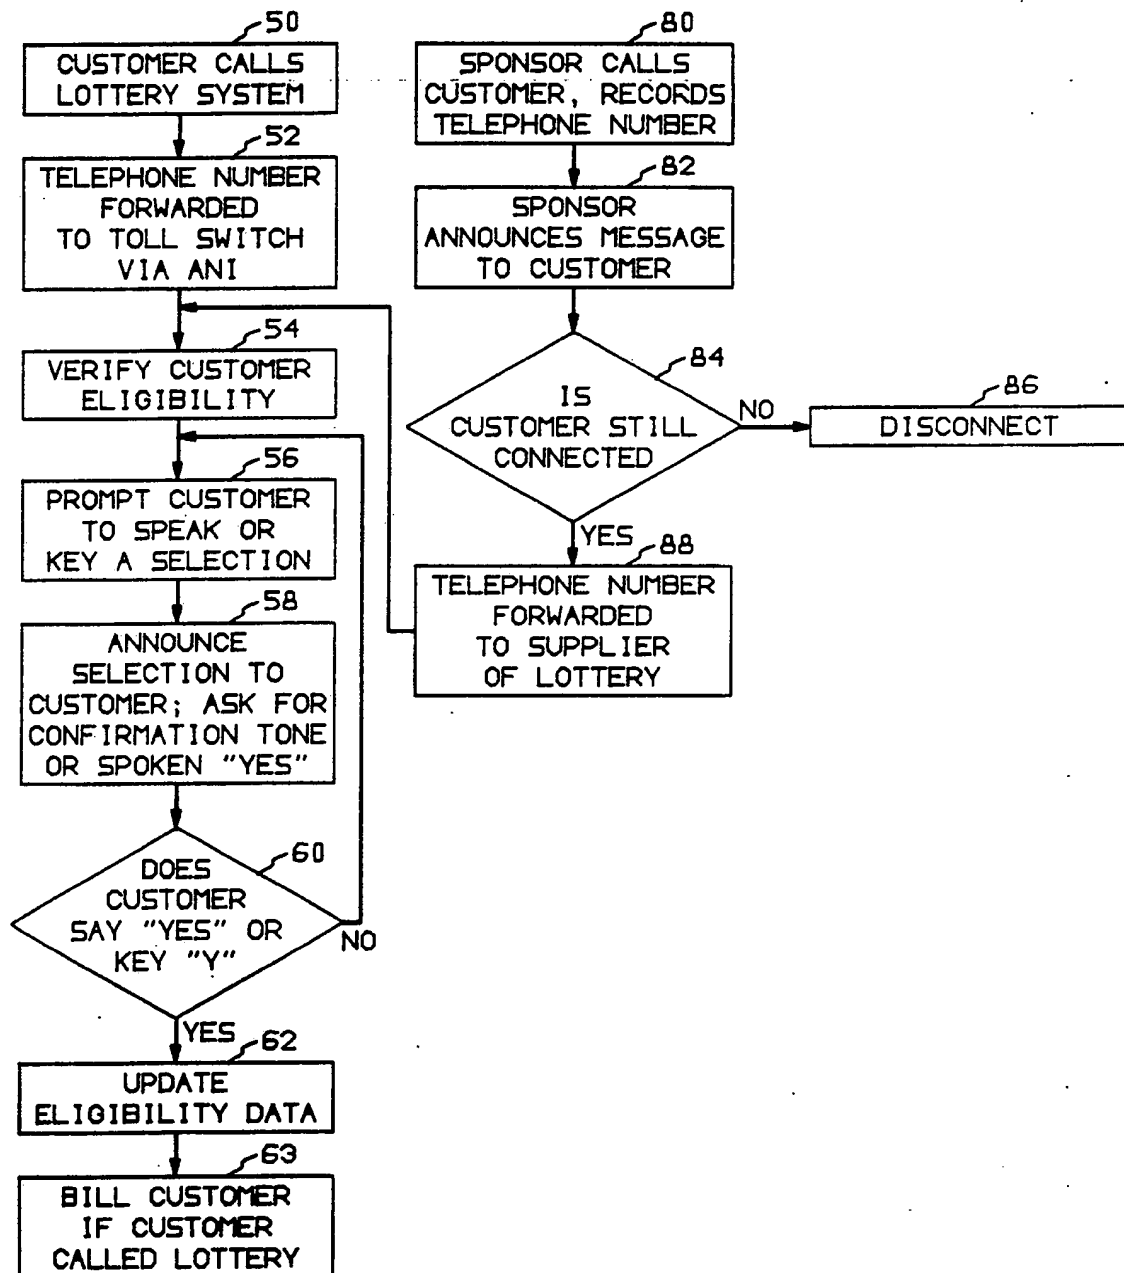 50
CUSTOMER CALLS
LOTTERY SYSTEM
52
TELEPHONE NUMBER
FORWARDED
TO TOLL SWITCH
VIA ANI
54
VERIFY CUSTOMER
ELIGIBILITY
56
PROMPT CUSTOMER
TO SPEAK OR
KEY A SELECTION
58
ANNOUNCE
SELECTION TO
CUSTOMER; ASK FOR
CONFIRMATION TONE
OR SPOKEN "YES"
60
DOES
CUSTOMER
SAY "YES" OR
KEY "Y"
NO
YES
62
UPDATE
ELIGIBILITY DATA
63
BILL CUSTOMER
IF CUSTOMER
CALLED LOTTERY
80
SPONSOR CALLS
CUSTOMER, RECORDS
TELEPHONE NUMBER
82
SPONSOR
ANNOUNCES MESSAGE
TO CUSTOMER
84
IS
CUSTOMER STILL
CONNECTED
NO
86
DISCONNECT
YES
88
TELEPHONE NUMBER
FORWARDED
TO SUPPLIER
OF LOTTERY